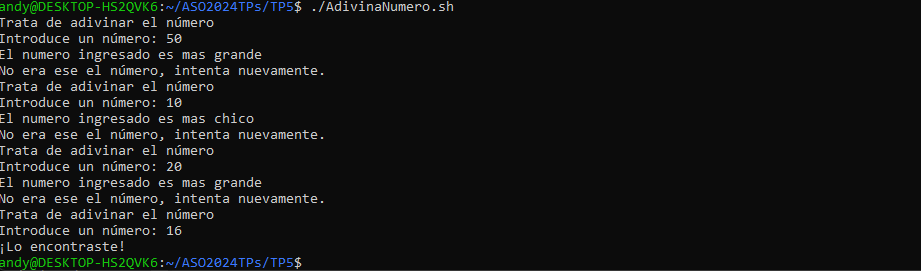 andy@DESKTOP-HS2QVK6:~/ASO2024TPs/TP5$ ./AdivinaNumero.sh
Trata de adivinar el número
Introduce un número: 50
El numero ingresado es mas grande
No era ese el número, intenta nuevamente.
Trata de adivinar el número
Introduce un número: 10
El numero ingresado es mas chico
No era ese el número, intenta nuevamente.
Trata de adivinar el número
Introduce un número: 20
El numero ingresado es mas grande
No era ese el número, intenta nuevamente.
Trata de adivinar el número
Introduce un número: 16
¡Lo encontraste!
andy@DESKTOP-HS2QVK6:~/ASO2024TPs/TP5$